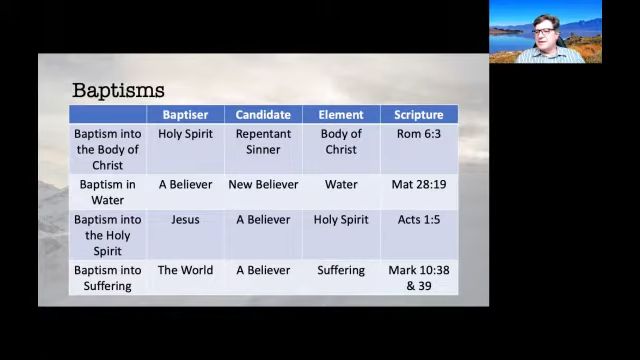 Baptisms
Baptiser Candidate Element Scripture
Baptism into the Body of Christ Holy Spirit Repentant Sinner Body of Christ Rom 6:3
Baptism in Water A Believer New Believer Water Mat 28:19
Baptism into the Holy Spirit Jesus A Believer Holy Spirit Acts 1:5
Baptism into Suffering The World A Believer Suffering Mark 10:38 & 39